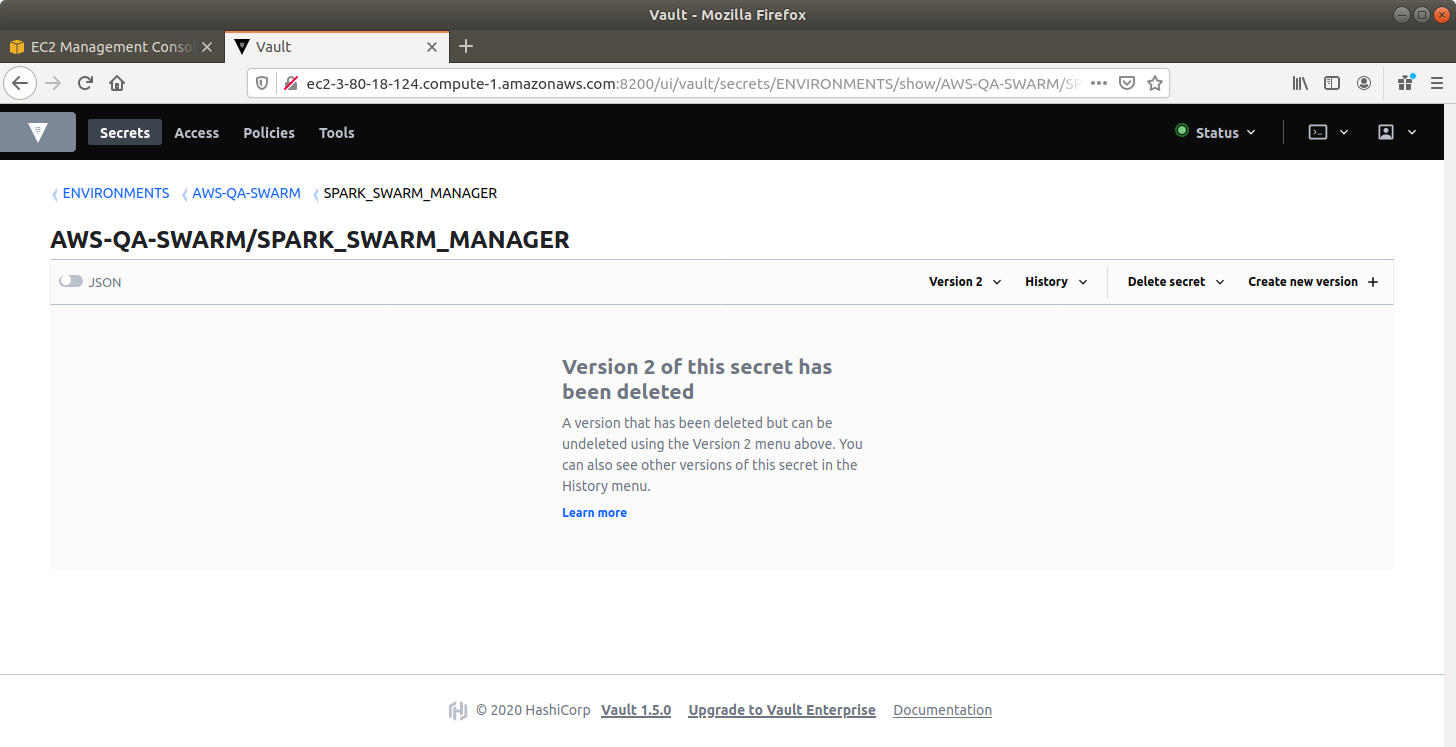 Vault - Mozilla Firefox
EC2 Management Conso
Vault
ec2-3-80-18-124.compute-1.amazonaws.com:8200/ui/vault/secrets/ENVIRONMENTS/show/AWS-QA-SWARM/SP
Secrets Access Policies Tools Status
ENVIRONMENTS AWS-QA-SWARM SPARK_SWARM_MANAGER
AWS-QA-SWARM/SPARK_SWARM_MANAGER
JSON Version 2 History Delete secret Create new version
Version 2 of this secret has
been deleted
A version that has been deleted but can be
undeleted using the Version 2 menu above. You
can also see other versions of this secret in the
History menu.
Learn more
© 2020 HashiCorp Vault 1.5.0 Upgrade to Vault Enterprise Documentation